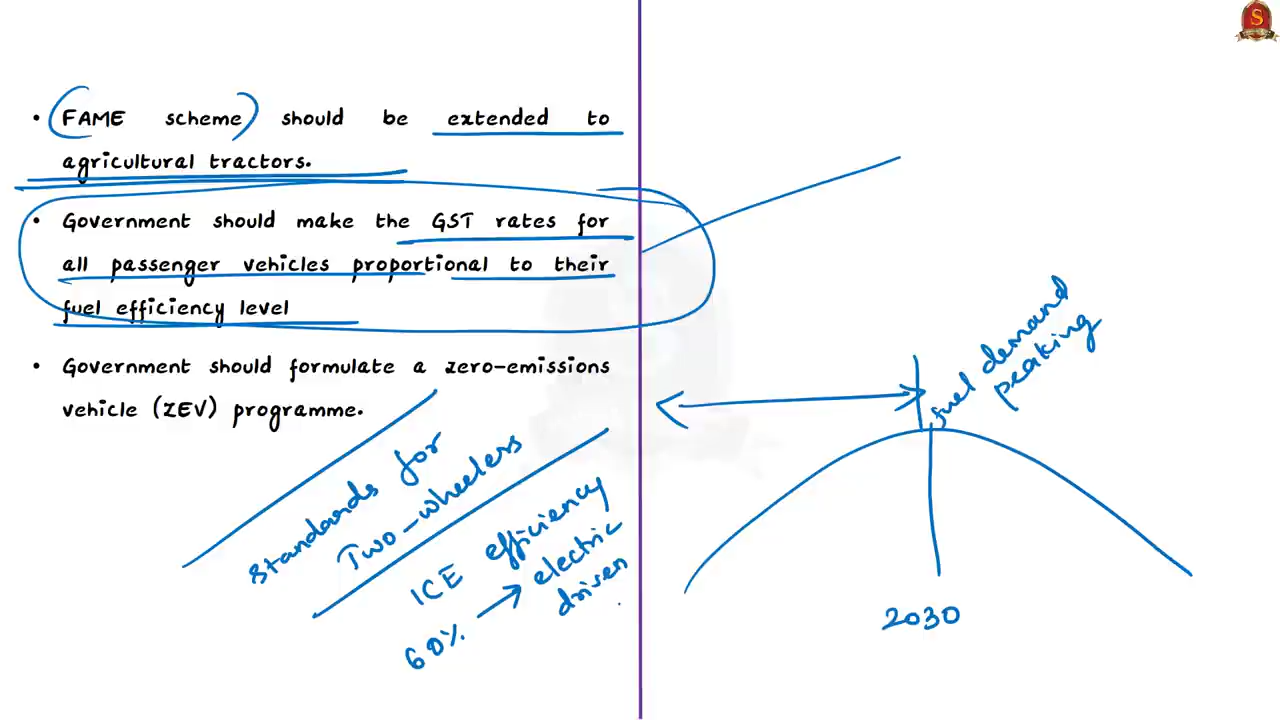 • FAME scheme should be extended to
agricultural tractors.
• Government should make the GST rates for
all passenger vehicles proportional to their
fuel efficiency level
• Government should formulate a zero-emissions
vehicle (ZEV) programme.
standards for
Two-wheelers
ICE efficiency
60% → electric
driven
fuel demand
peaking
2030
S